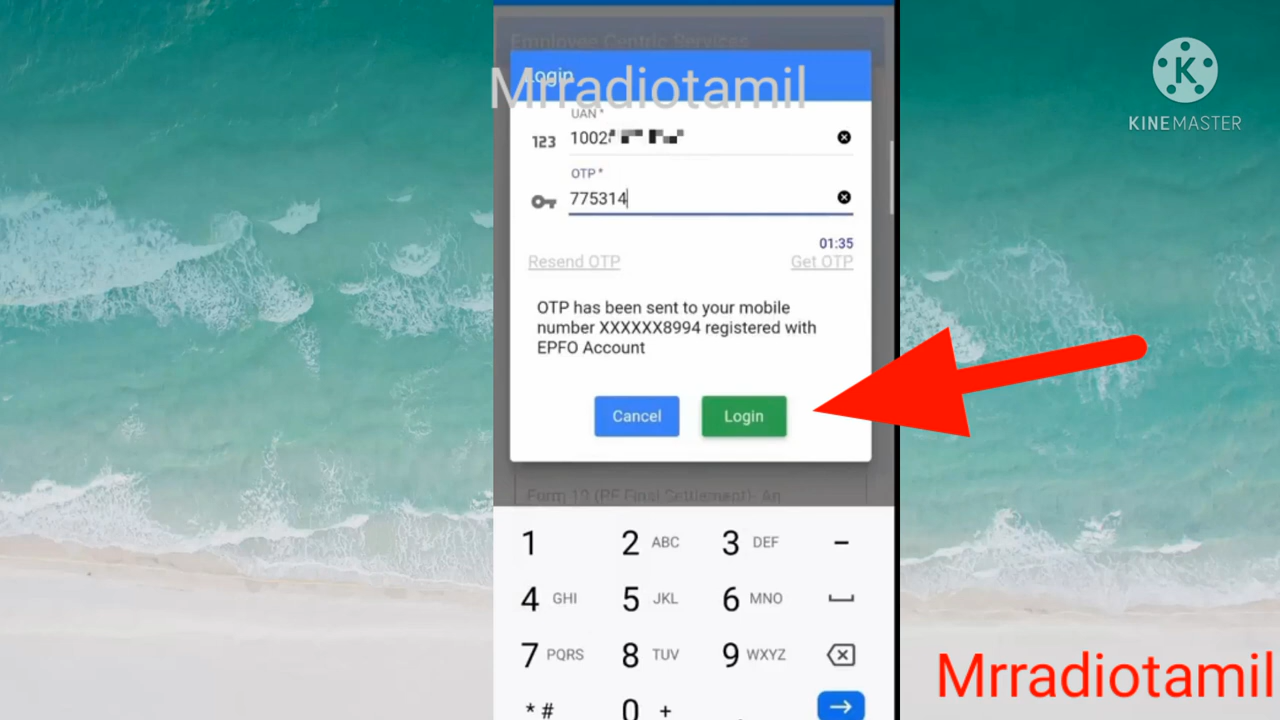 Employee Centric Services
Login
Mrradiotamil
KINEMASTER
UAN *
123
1002
OTP *
775314
01:35
Resend OTP
Get OTP
OTP has been sent to your mobile
number XXXXXX8994 registered with
EPFO Account
Cancel
Login
Form 19 (PF Final Settlement)- An
1
2 ABC
3 DEF
4 GHI
5 JKL
6 MNO
7 PQRS
8 TUV
9 WXYZ
* #
0 +
Mrradiotamil